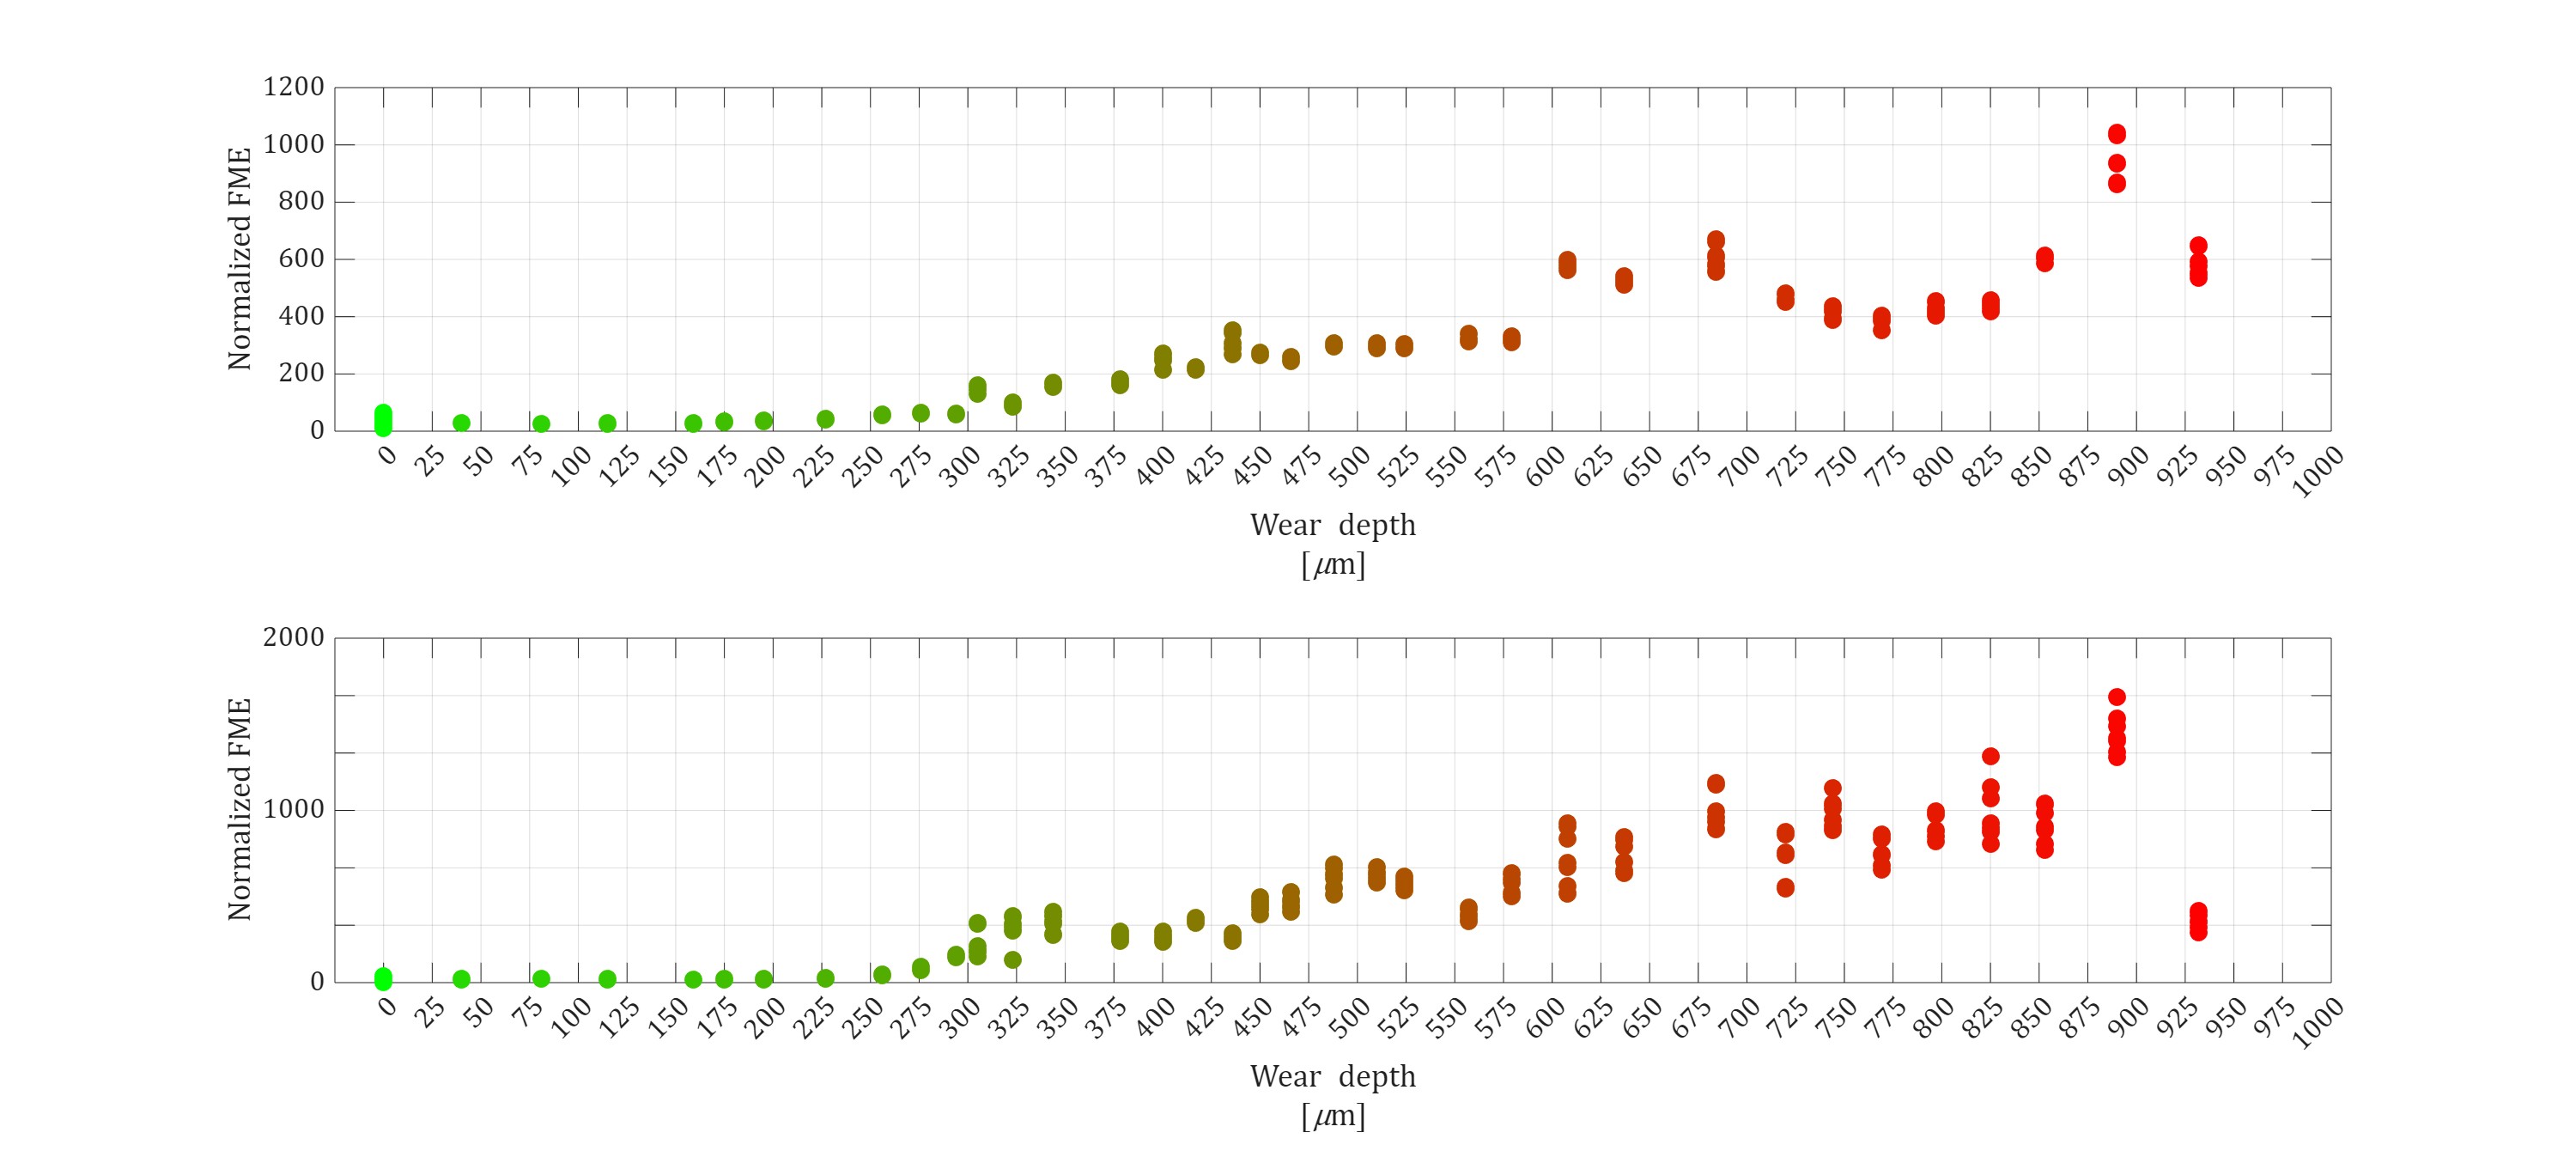 1200
1000
800
600
400
200
0
Normalized FME
0 25 50 75 100 125 150 175 200 225 250 275 300 325 350 375 400 425 450 475 500 525 550 575 600 625 650 675 700 725 750 775 800 825 850 875 900 925 950 975 1000
Wear depth
[μm]
2000
1000
0
Normalized FME
0 25 50 75 100 125 150 175 200 225 250 275 300 325 350 375 400 425 450 475 500 525 550 575 600 625 650 675 700 725 750 775 800 825 850 875 900 925 950 975 1000
Wear depth
[μm]